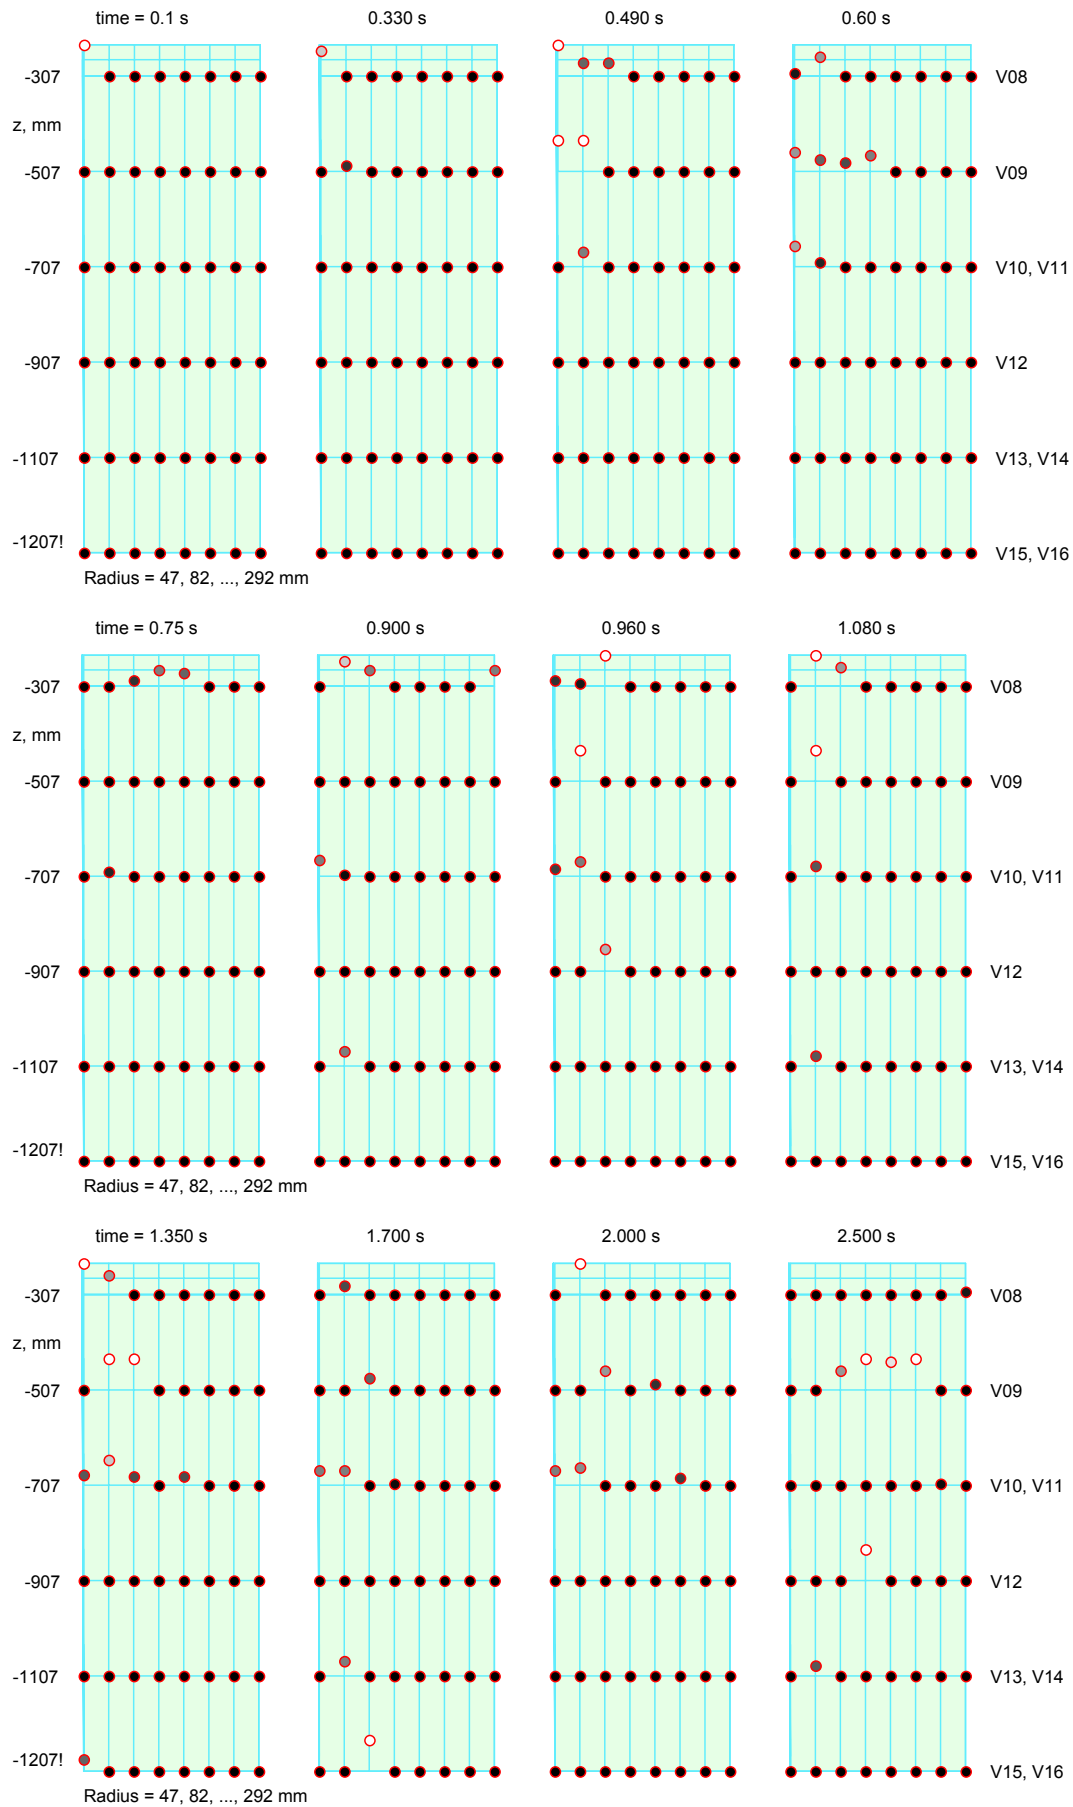 time = 0.1 s 0.330 s 0.490 s 0.60 s
-307 V08
z, mm
-507 V09
-707 V10, V11
-907 V12
-1107 V13, V14
-1207! V15, V16
Radius = 47, 82, ..., 292 mm
time = 0.75 s 0.900 s 0.960 s 1.080 s
-307 V08
z, mm
-507 V09
-707 V10, V11
-907 V12
-1107 V13, V14
-1207! V15, V16
Radius = 47, 82, ..., 292 mm
time = 1.350 s 1.700 s 2.000 s 2.500 s
-307 V08
z, mm
-507 V09
-707 V10, V11
-907 V12
-1107 V13, V14
-1207! V15, V16
Radius = 47, 82, ..., 292 mm